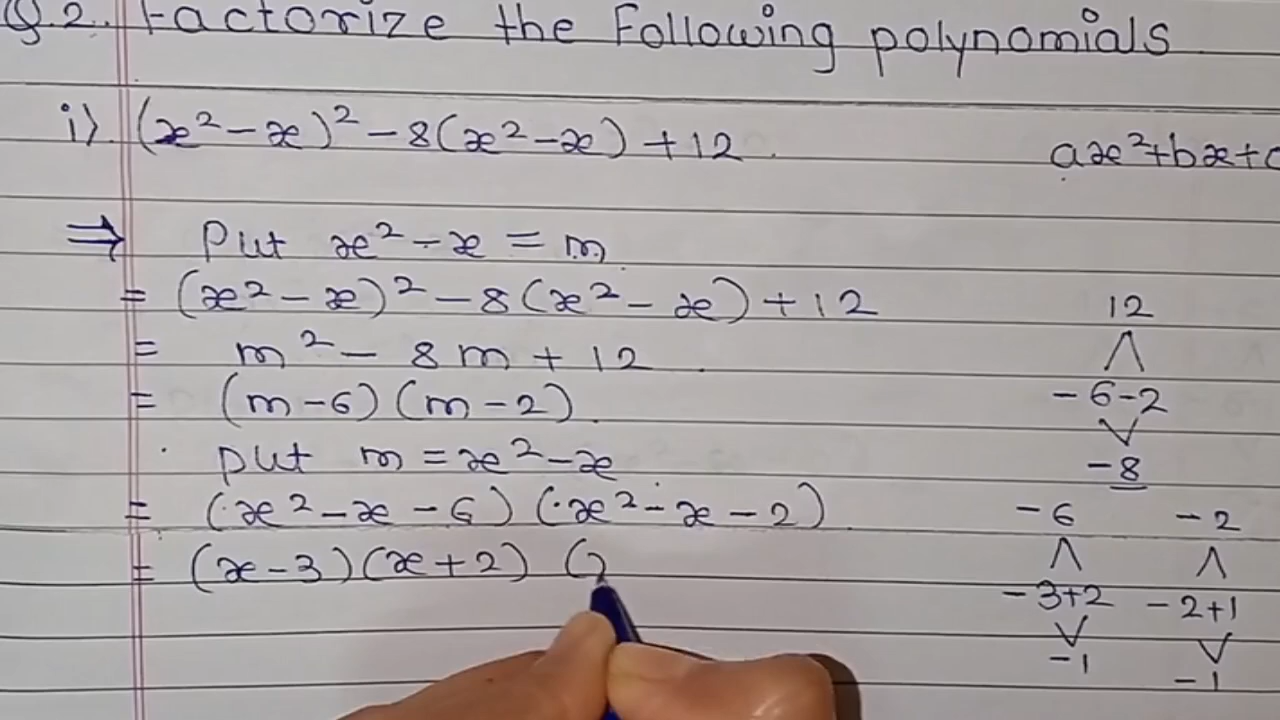 Q.2. Factorize the Following polynomials
i) (x² - x)² - 8(x² - x) + 12.
ax² + bx + c
⇒ Put x² - x = m.
= (x² - x)² - 8(x² - x) + 12
= m² - 8m + 12.
= (m - 6)(m - 2).
put m = x² - x
= (x² - x - 6)(x² - x - 2)
= (x - 3)(x + 2) (
12
-6-2
-8
-6 -2
-3+2 -2+1
-1 -1